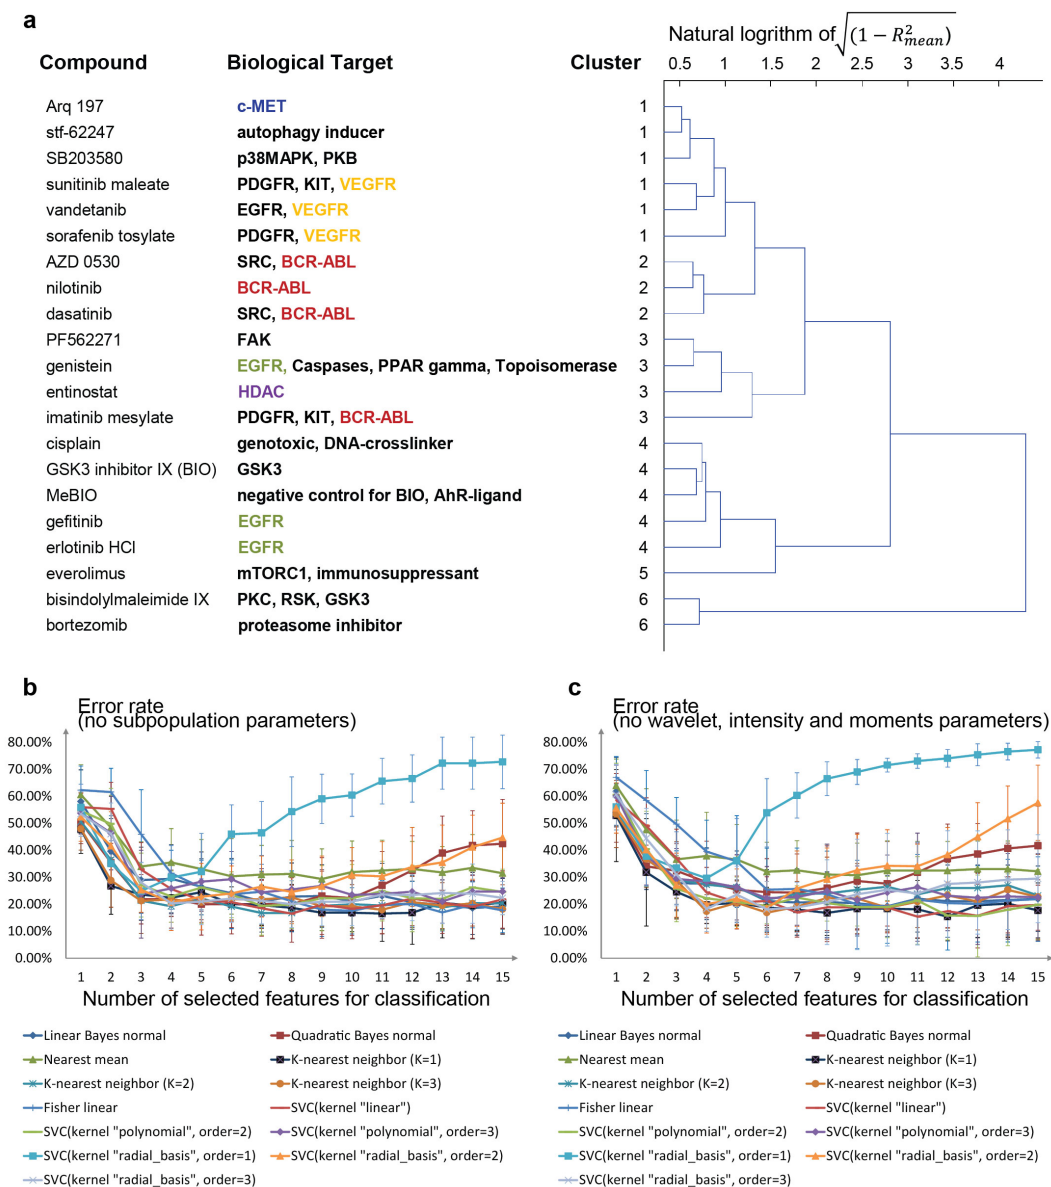 a
Natural logrithm of √(1 − R²mean)
Compound Biological Target Cluster 0.5 1 1.5 2 2.5 3 3.5 4
Arq 197 c-MET 1
stf-62247 autophagy inducer 1
SB203580 p38MAPK, PKB 1
sunitinib maleate PDGFR, KIT, VEGFR 1
vandetanib EGFR, VEGFR 1
sorafenib tosylate PDGFR, VEGFR 1
AZD 0530 SRC, BCR-ABL 2
nilotinib BCR-ABL 2
dasatinib SRC, BCR-ABL 2
PF562271 FAK 3
genistein EGFR, Caspases, PPAR gamma, Topoisomerase 3
entinostat HDAC 3
imatinib mesylate PDGFR, KIT, BCR-ABL 3
cisplain genotoxic, DNA-crosslinker 4
GSK3 inhibitor IX (BIO) GSK3 4
MeBIO negative control for BIO, AhR-ligand 4
gefitinib EGFR 4
erlotinib HCl EGFR 4
everolimus mTORC1, immunosuppressant 5
bisindolylmaleimide IX PKC, RSK, GSK3 6
bortezomib proteasome inhibitor 6
b
Error rate
(no subpopulation parameters)
80.00%
70.00%
60.00%
50.00%
40.00%
30.00%
20.00%
10.00%
0.00%
1 2 3 4 5 6 7 8 9 10 11 12 13 14 15
Number of selected features for classification
Linear Bayes normal Quadratic Bayes normal
Nearest mean K-nearest neighbor (K=1)
K-nearest neighbor (K=2) K-nearest neighbor (K=3)
Fisher linear SVC(kernel "linear")
SVC(kernel "polynomial", order=2) SVC(kernel "polynomial", order=3)
SVC(kernel "radial_basis", order=1) SVC(kernel "radial_basis", order=2)
SVC(kernel "radial_basis", order=3)
c
Error rate
(no wavelet, intensity and moments parameters)
80.00%
70.00%
60.00%
50.00%
40.00%
30.00%
20.00%
10.00%
0.00%
1 2 3 4 5 6 7 8 9 10 11 12 13 14 15
Number of selected features for classification
Linear Bayes normal Quadratic Bayes normal
Nearest mean K-nearest neighbor (K=1)
K-nearest neighbor (K=2) K-nearest neighbor (K=3)
Fisher linear SVC(kernel "linear")
SVC(kernel "polynomial", order=2) SVC(kernel "polynomial", order=3)
SVC(kernel "radial_basis", order=1) SVC(kernel "radial_basis", order=2)
SVC(kernel "radial_basis", order=3)